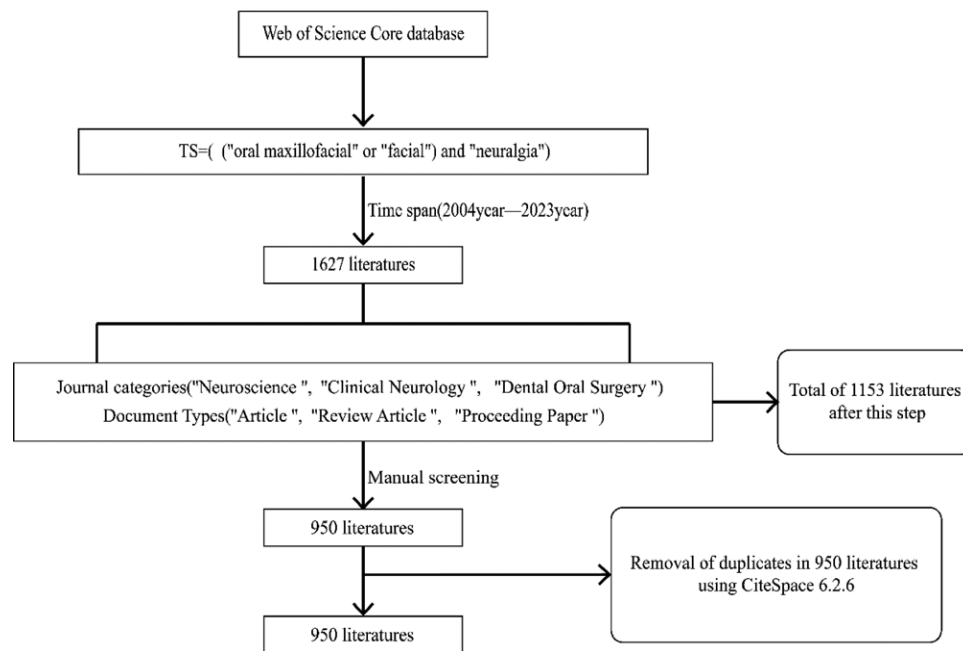 Web of Science Core database
TS=( ("oral maxillofacial" or "facial") and "neuralgia")
Time span(2004year—2023year)
1627 literatures
Journal categories("Neuroscience ", "Clinical Neurology ", "Dental Oral Surgery ")
Document Types("Article ", "Review Article ", "Proceeding Paper ")
Total of 1153 literatures
after this step
Manual screening
950 literatures
Removal of duplicates in 950 literatures
using CiteSpace 6.2.6
950 literatures